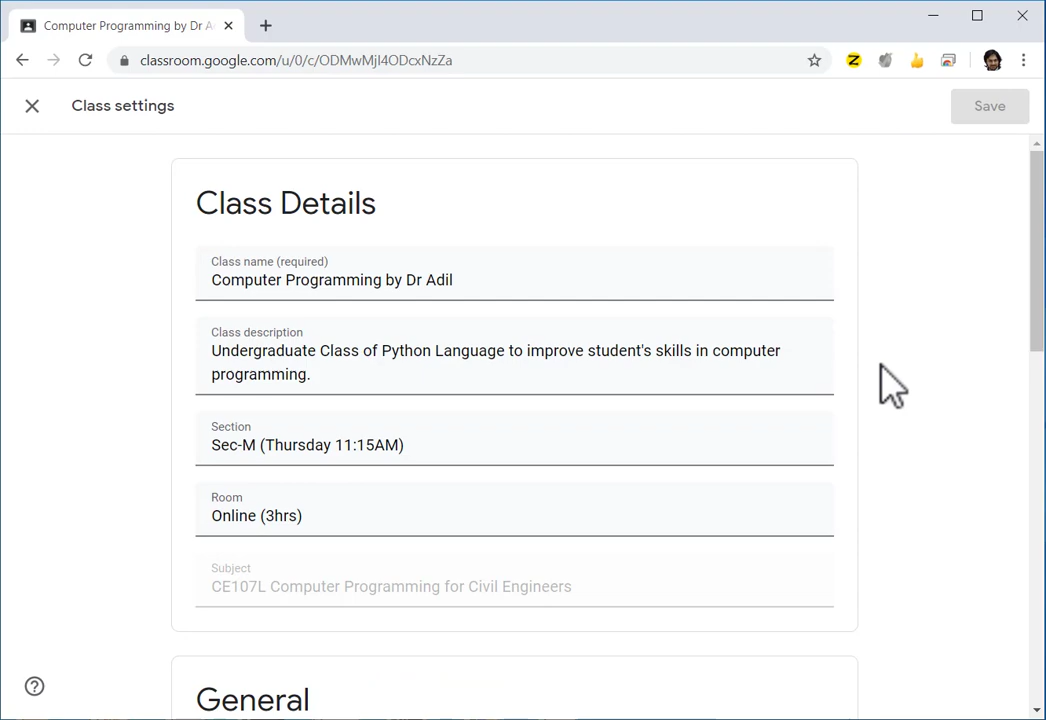 Computer Programming by Dr A
classroom.google.com/u/0/c/ODMwMjI4ODcxNzZa
Class settings
Save
Class Details
Class name (required)
Computer Programming by Dr Adil
Class description
Undergraduate Class of Python Language to improve student's skills in computer
programming.
Section
Sec-M (Thursday 11:15AM)
Room
Online (3hrs)
Subject
CE107L Computer Programming for Civil Engineers
General